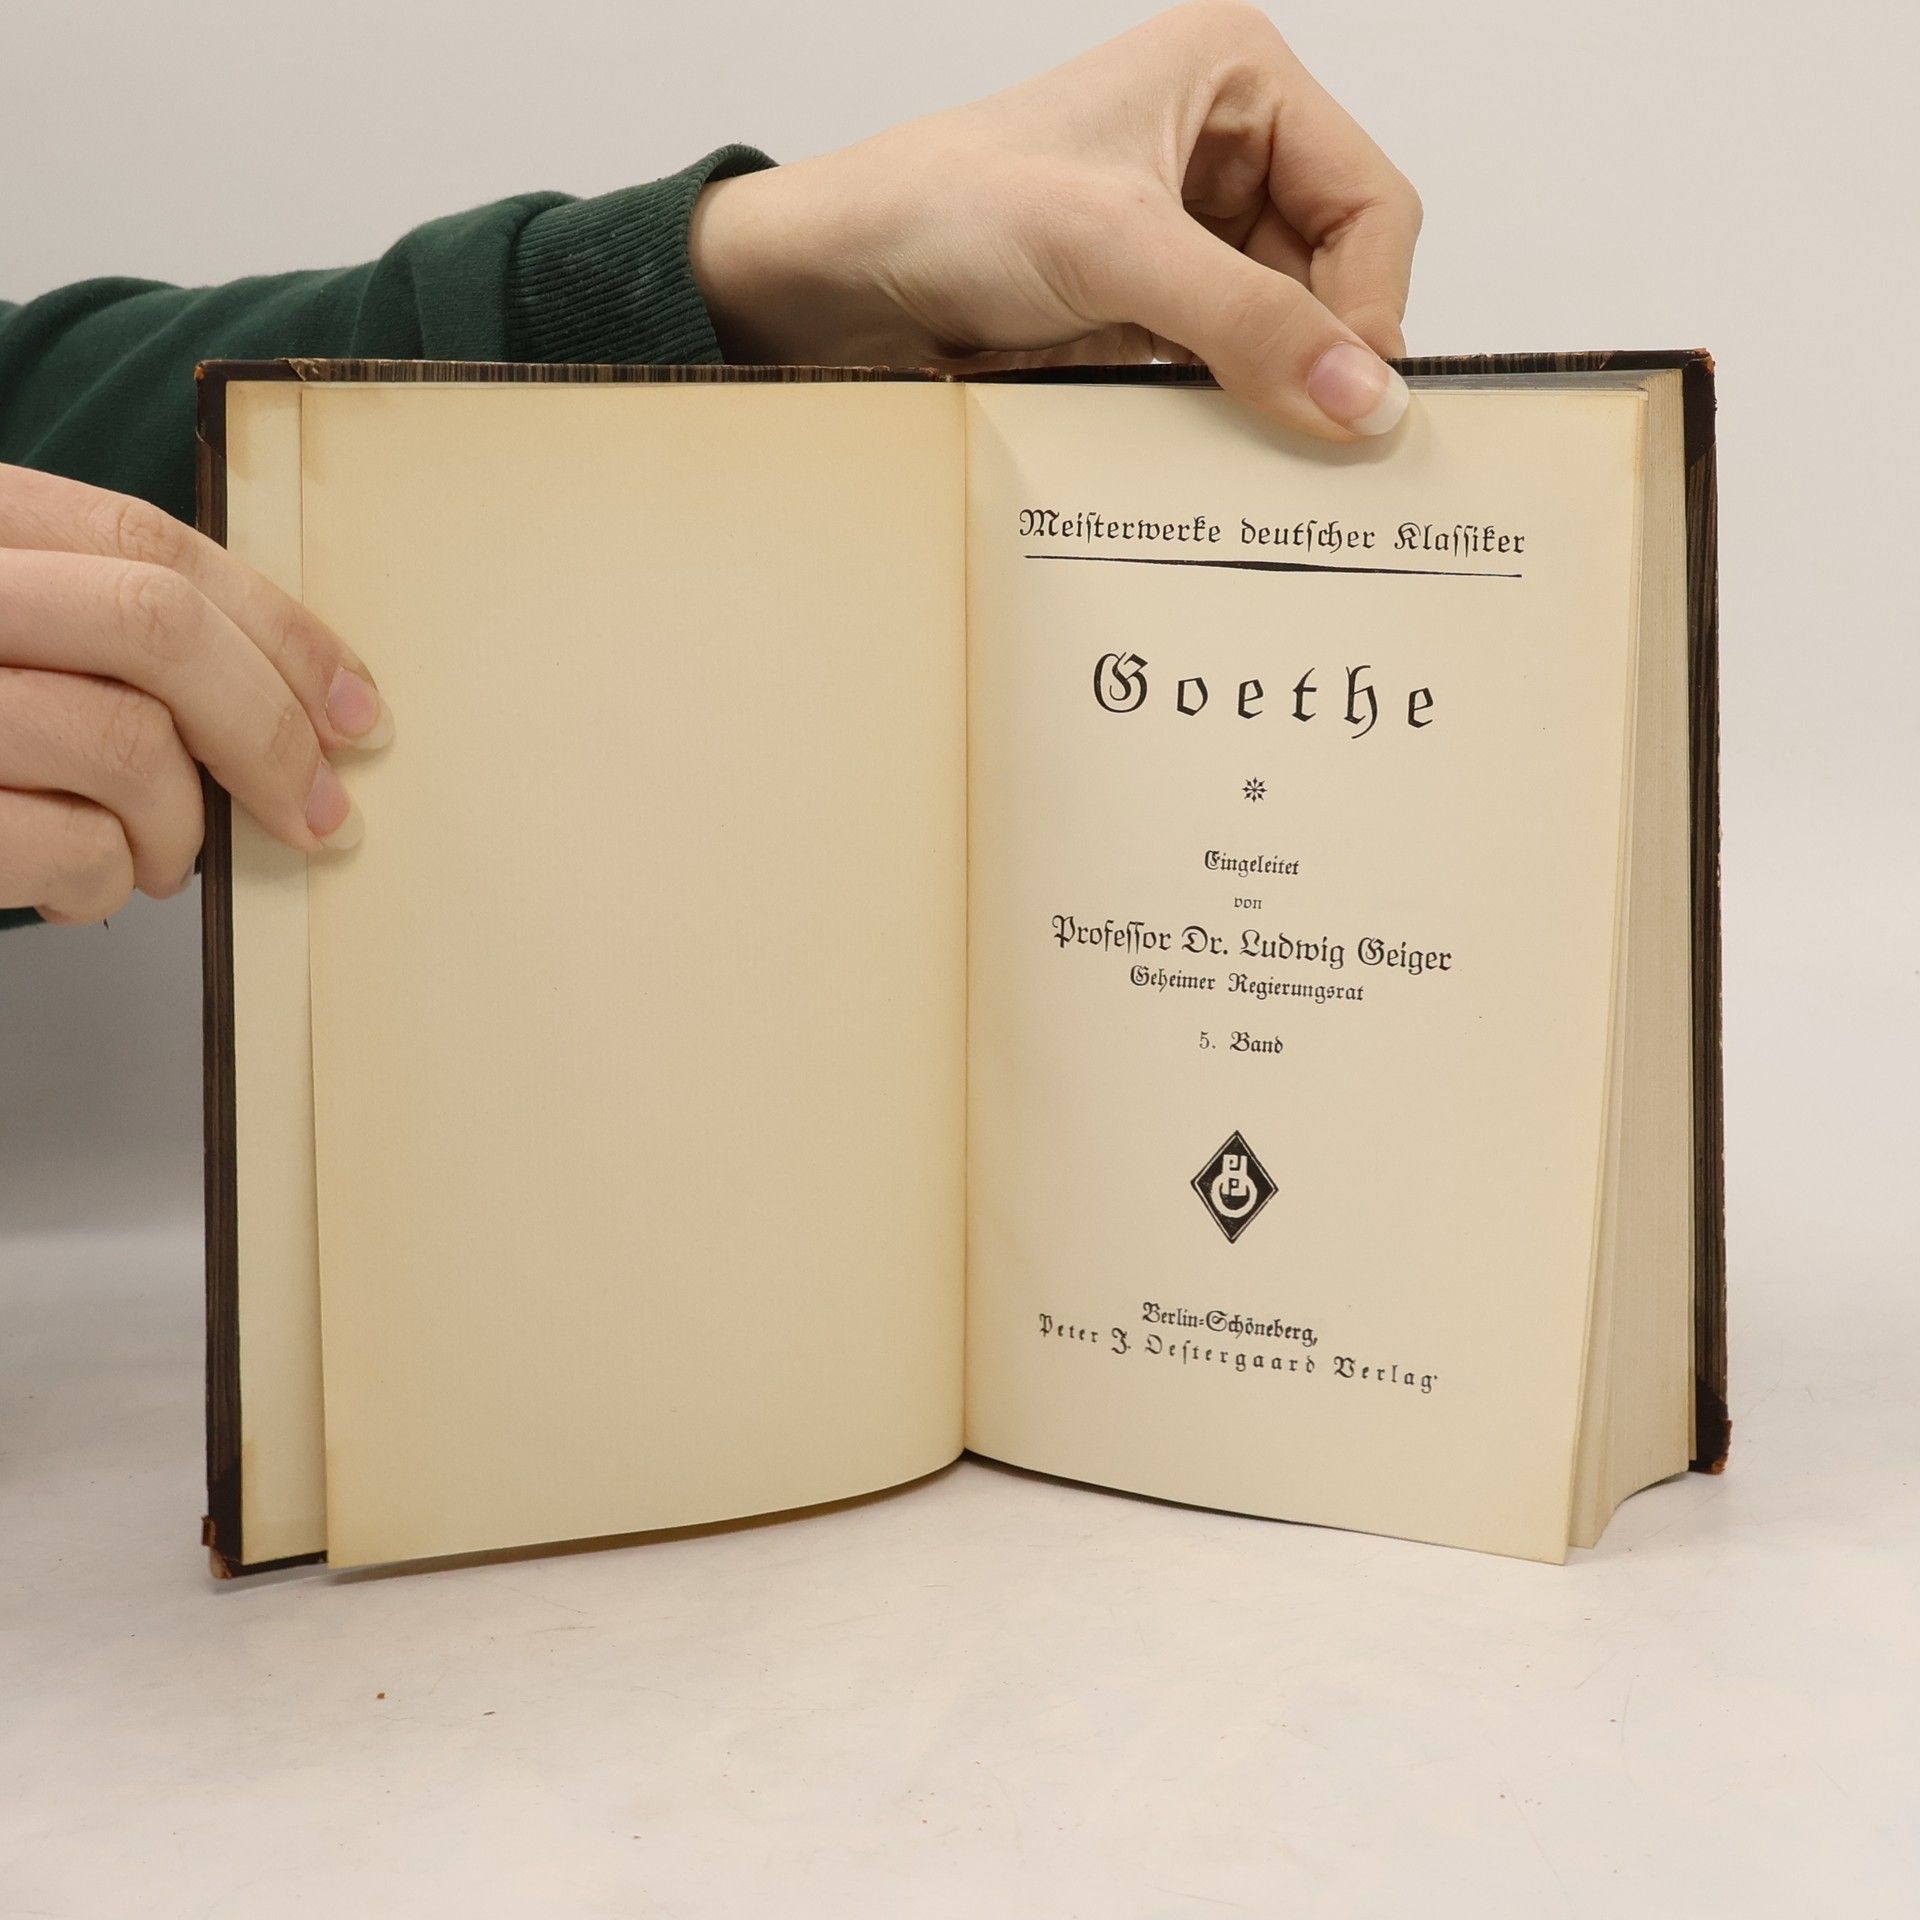 Meiſterwerke deutſcher Klaſſiker
Goethe
Eingeleitet
von
Profeſſor Dr. Ludwig Geiger
Geheimer Regierungsrat
5. Band
Berlin-Schöneberg,
Peter J. Oeſtergaard Verlag